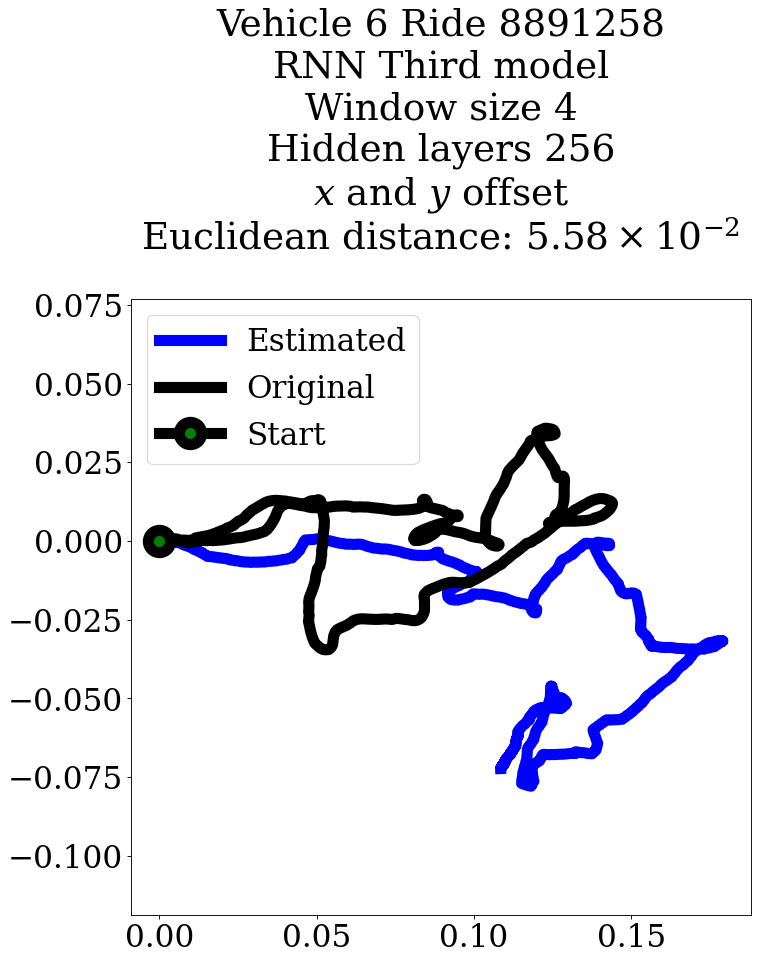 Vehicle 6 Ride 8891258
RNN Third model
Window size 4
Hidden layers 256
x and y offset
Euclidean distance: 5.58 × 10⁻²
0.075
0.050
0.025
0.000
−0.025
−0.050
−0.075
−0.100
Estimated
Original
Start
0.00 0.05 0.10 0.15